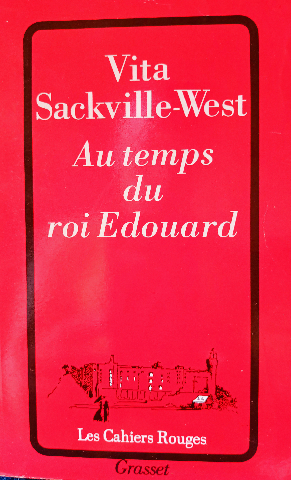 Vita
Sackville-West
Au temps
du
roi Edouard
Les Cahiers Rouges
Grasset